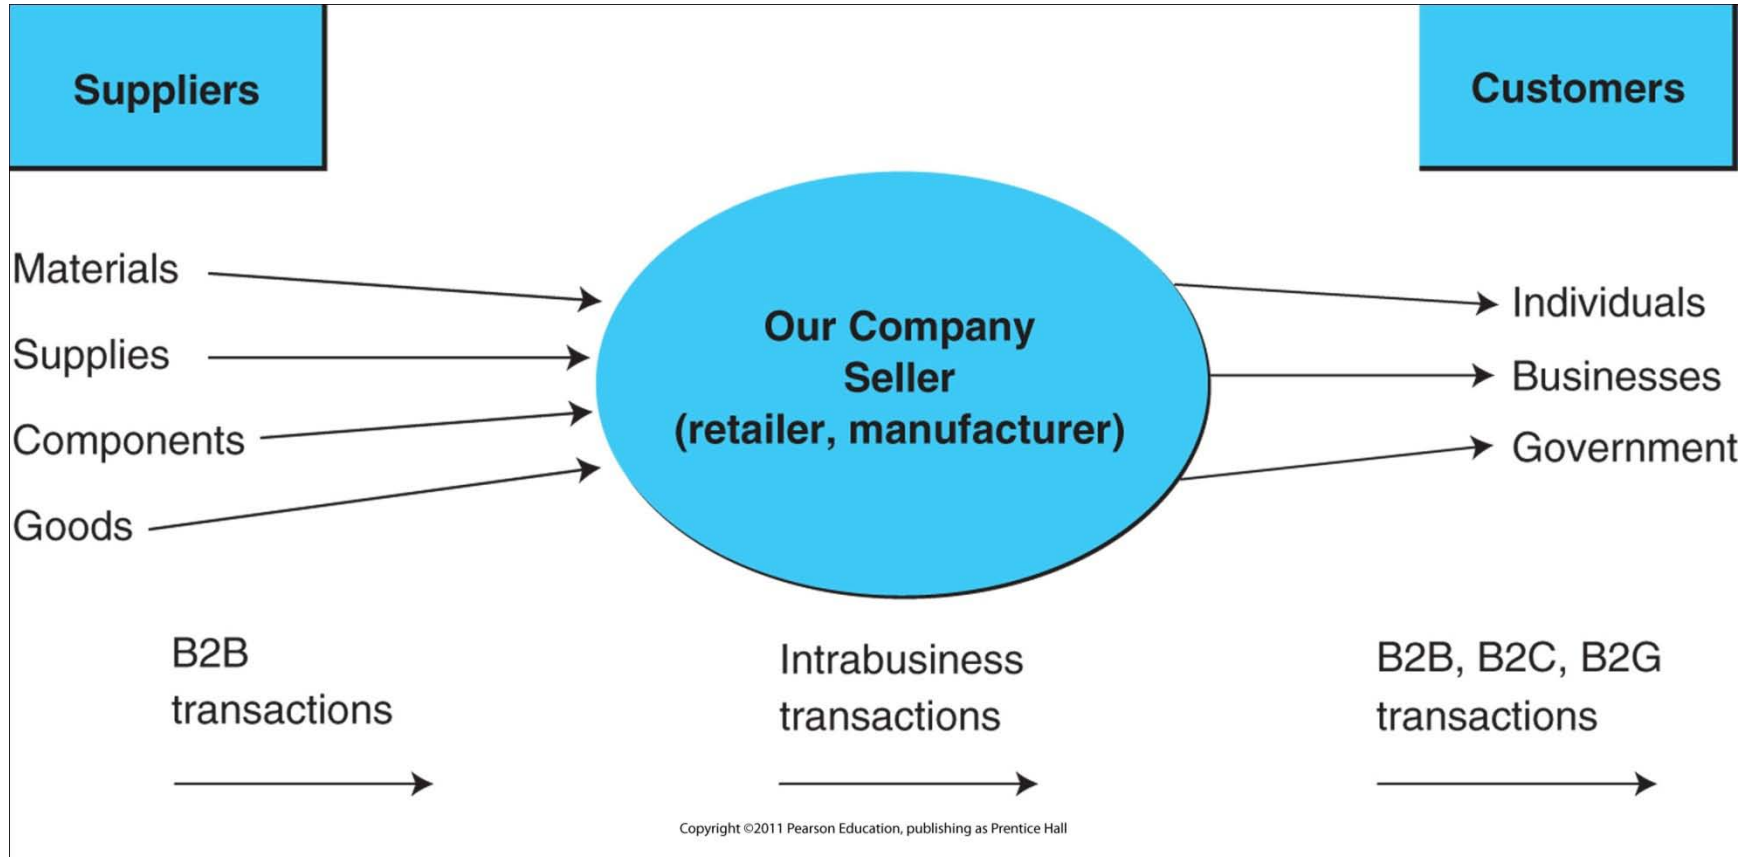 Suppliers
Customers
Materials
Supplies
Components
Goods
Our Company
Seller
(retailer, manufacturer)
Individuals
Businesses
Government
B2B
transactions
Intrabusiness
transactions
B2B, B2C, B2G
transactions
Copyright ©2011 Pearson Education, publishing as Prentice Hall